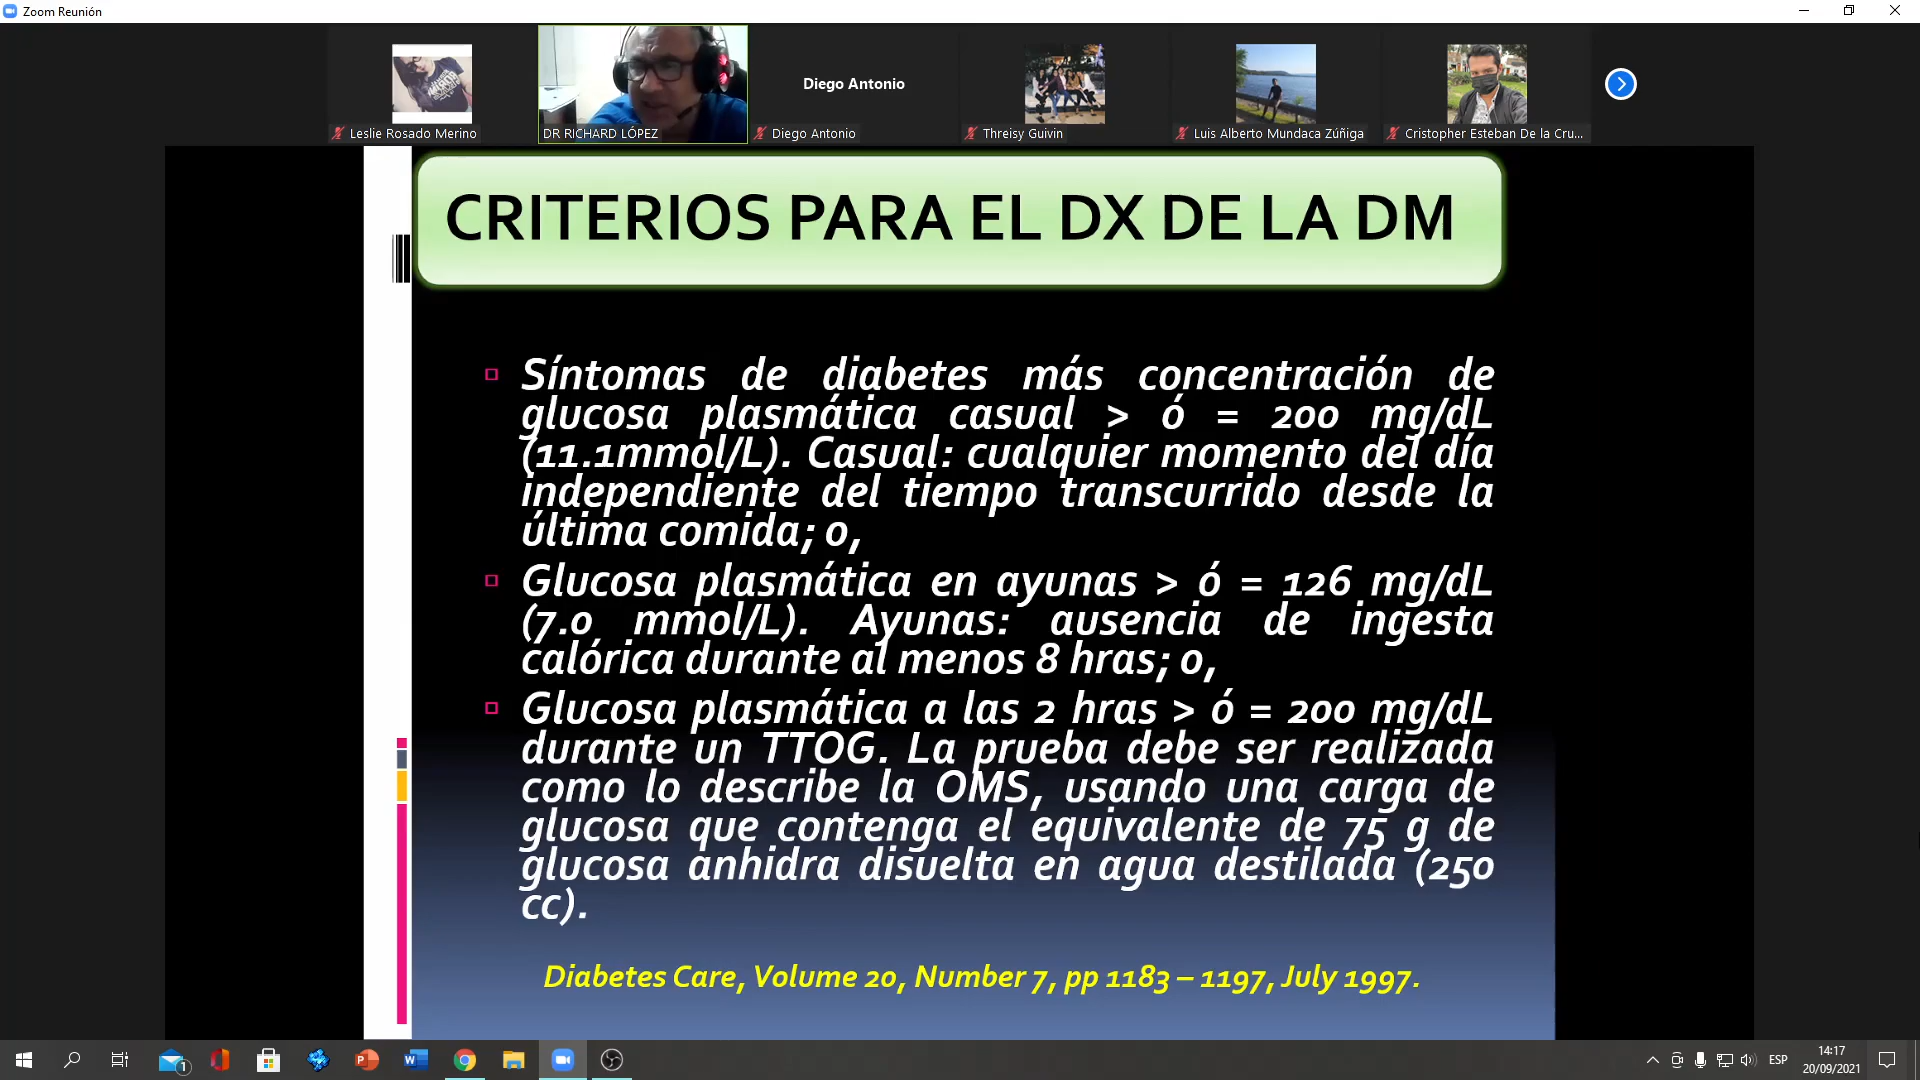 Zoom Reunión
Diego Antonio
Leslie Rosado Merino
DR RICHARD LÓPEZ
Diego Antonio
Threisy Guivin
Luis Alberto Mundaca Zúñiga
Cristopher Esteban De la Cru...
CRITERIOS PARA EL DX DE LA DM
Síntomas de diabetes más concentración de
glucosa plasmática casual > ó = 200 mg/dL
(11.1mmol/L). Casual: cualquier momento del día
independiente del tiempo transcurrido desde la
última comida; o,
Glucosa plasmática en ayunas > ó = 126 mg/dL
(7.0 mmol/L). Ayunas: ausencia de ingesta
calórica durante al menos 8 hras; o,
Glucosa plasmática a las 2 hras > ó = 200 mg/dL
durante un TTOG. La prueba debe ser realizada
como lo describe la OMS, usando una carga de
glucosa que contenga el equivalente de 75 g de
glucosa anhidra disuelta en agua destilada (250
cc).
Diabetes Care, Volume 20, Number 7, pp 1183 – 1197, July 1997.
1
ESP
14:17
20/09/2021